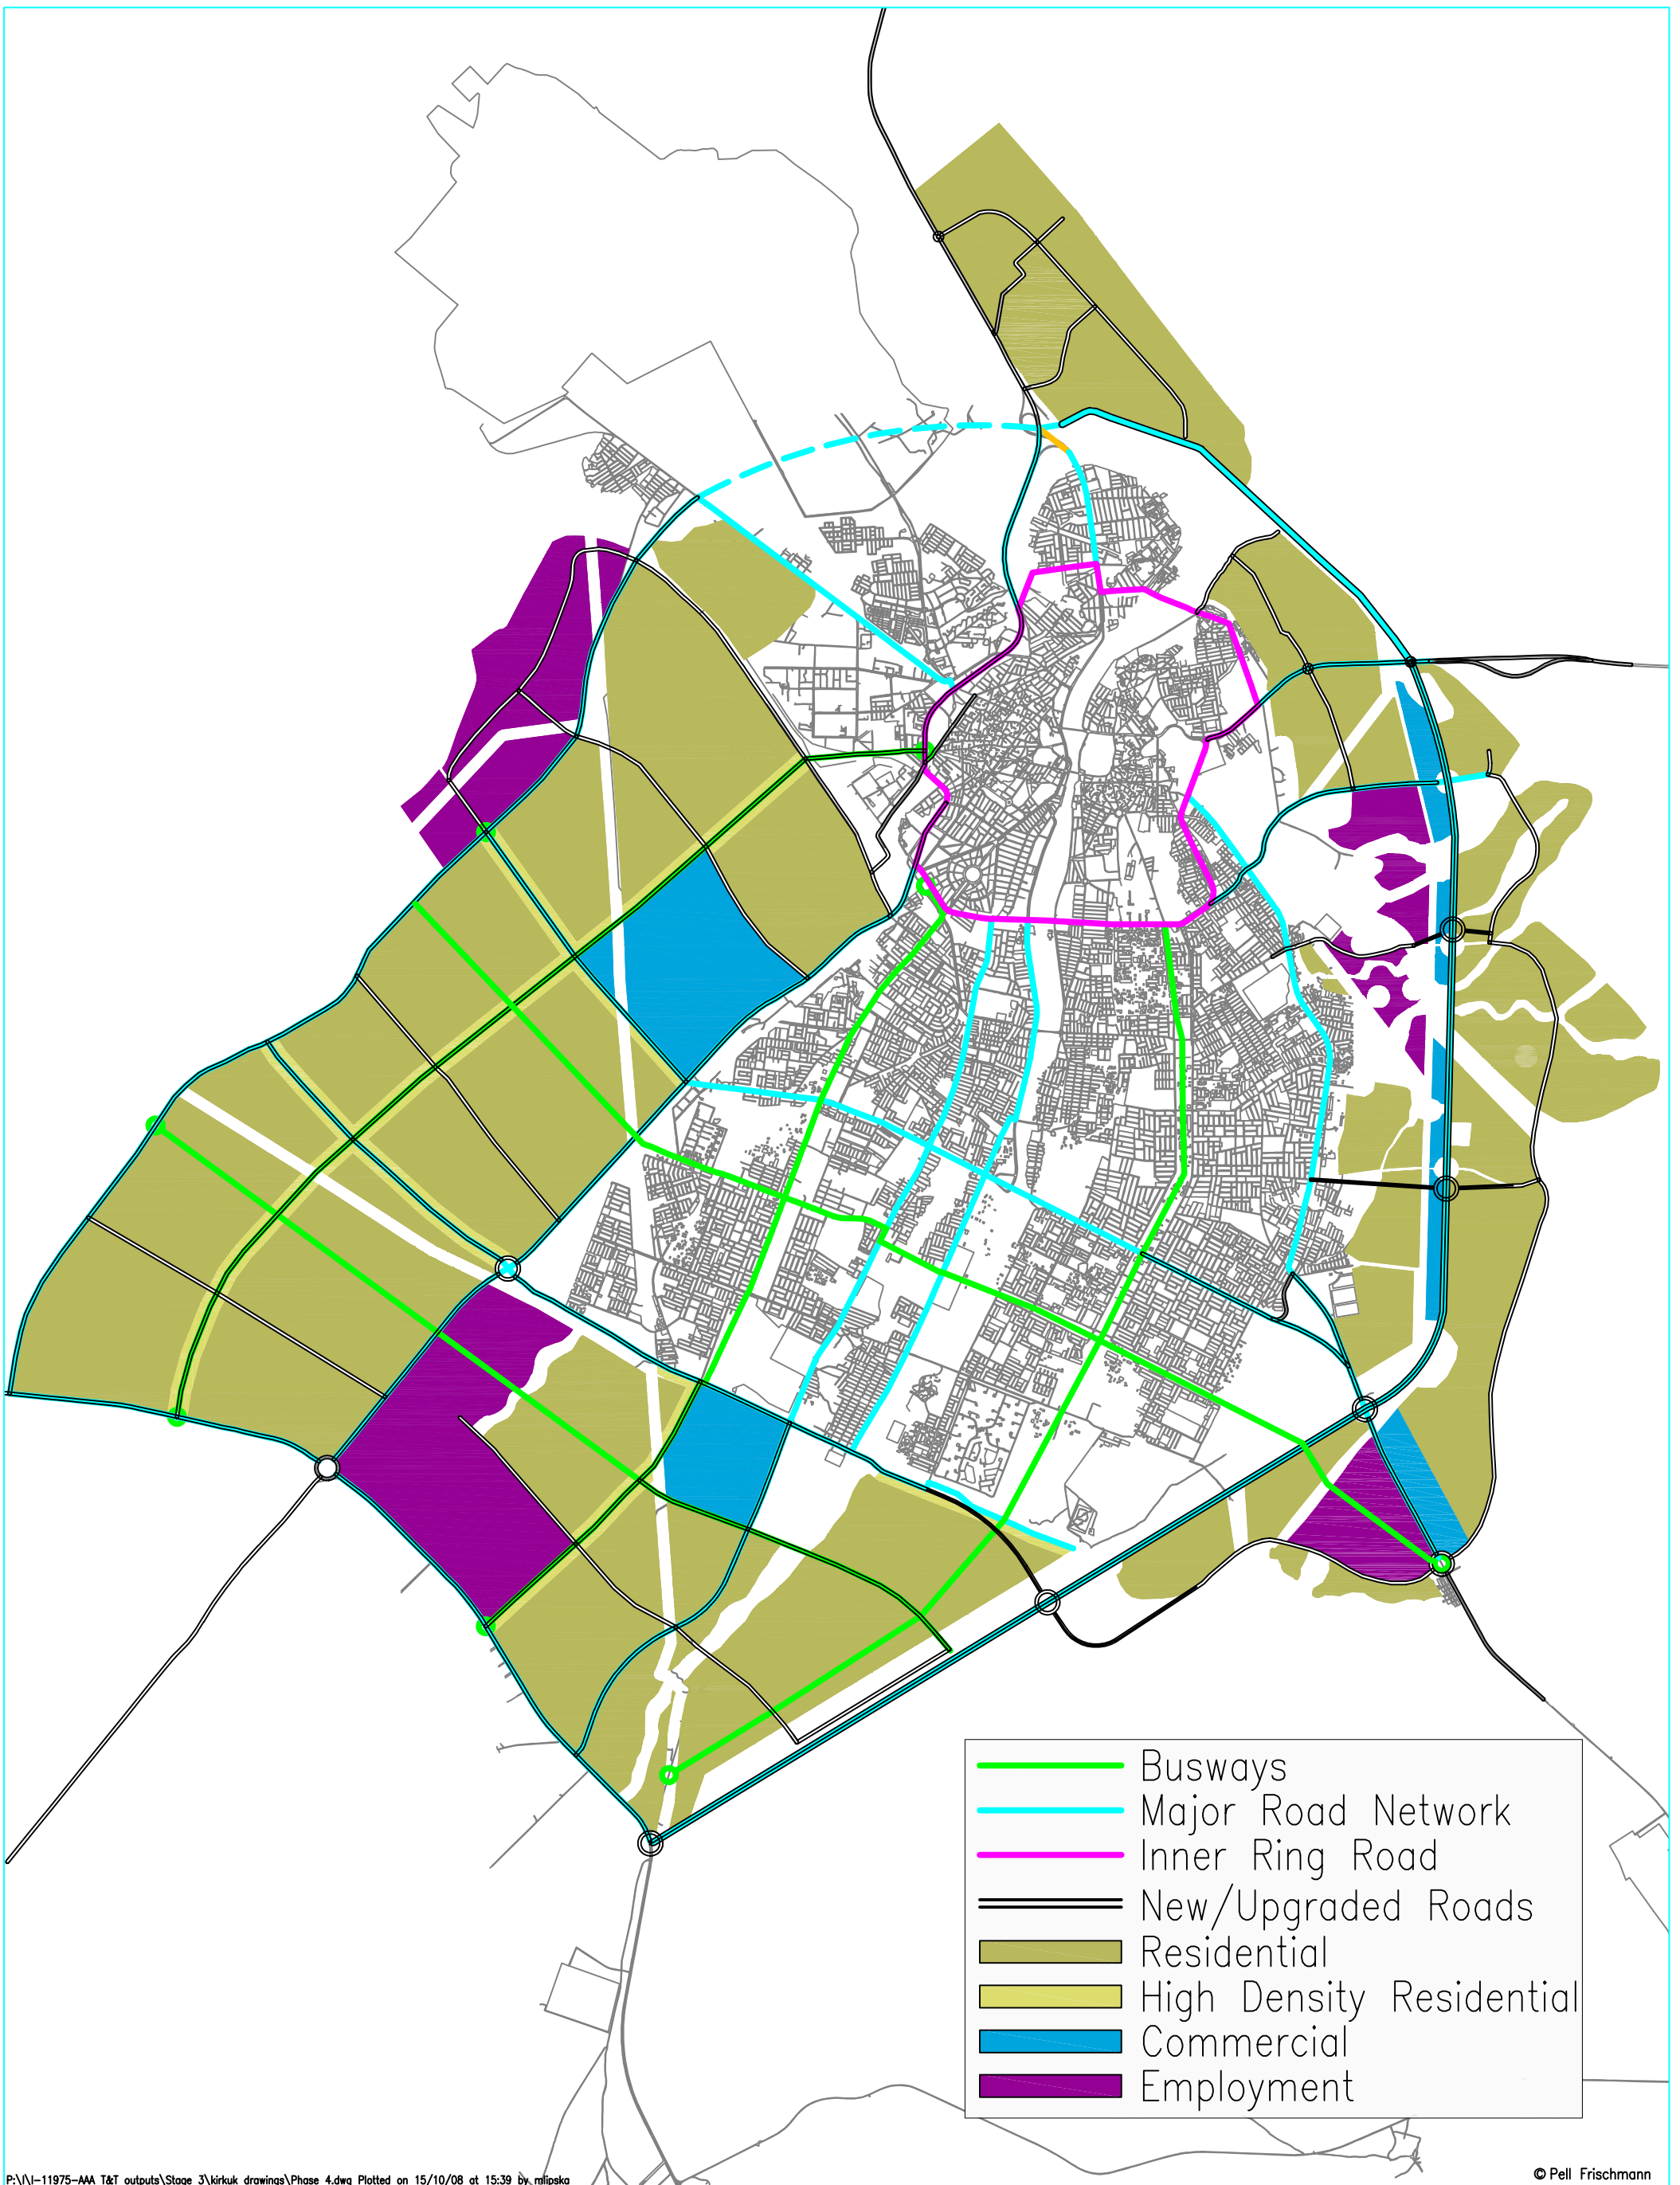 Busways
Major Road Network
Inner Ring Road
New/Upgraded Roads
Residential
High Density Residential
Commercial
Employment
P:\I\I-11975-AAA T&T outputs\Stage 3\kirkuk drawings\Phase 4.dwg Plotted on 15/10/08 at 15:39 by mlipska
© Pell Frischmann